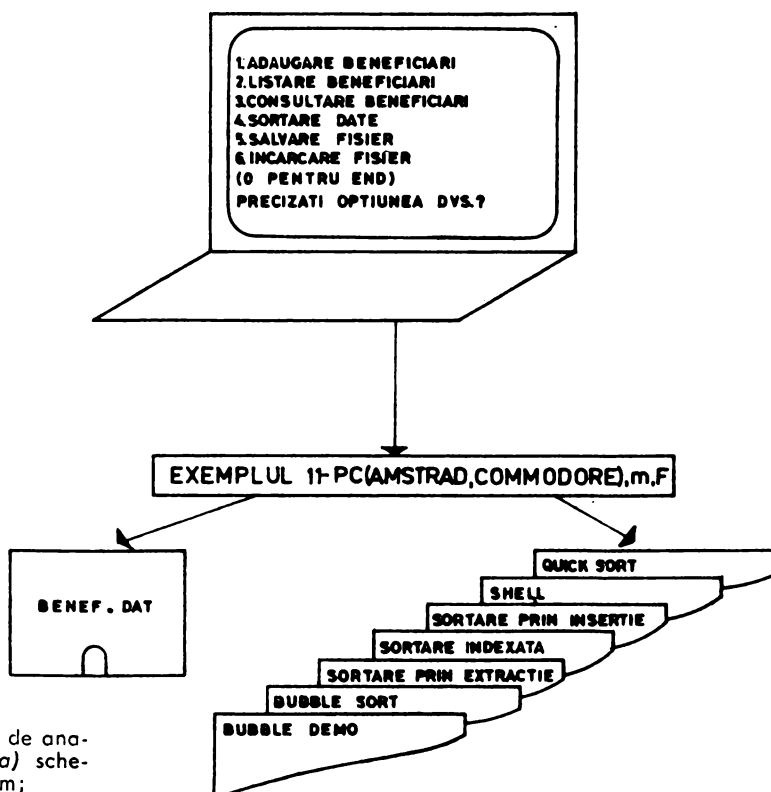 1.ADAUGARE BENEFICIARI
2.LISTARE BENEFICIARI
3.CONSULTARE BENEFICIARI
4.SORTARE DATE
5.SALVARE FISIER
6.INCARCARE FISIER
(0 PENTRU END)
PRECIZATI OPTIUNEA DVS.?
EXEMPLUL 11-PC(AMSTRAD,COMMODORE),m.F
BENEF.DAT
QUICK SORT
SHELL
SORTARE PRIN INSERTIE
SORTARE INDEXATA
SORTARE PRIN EXTRACTIE
BUBBLE SORT
BUBBLE DEMO
de ana-
a) sche-
m;